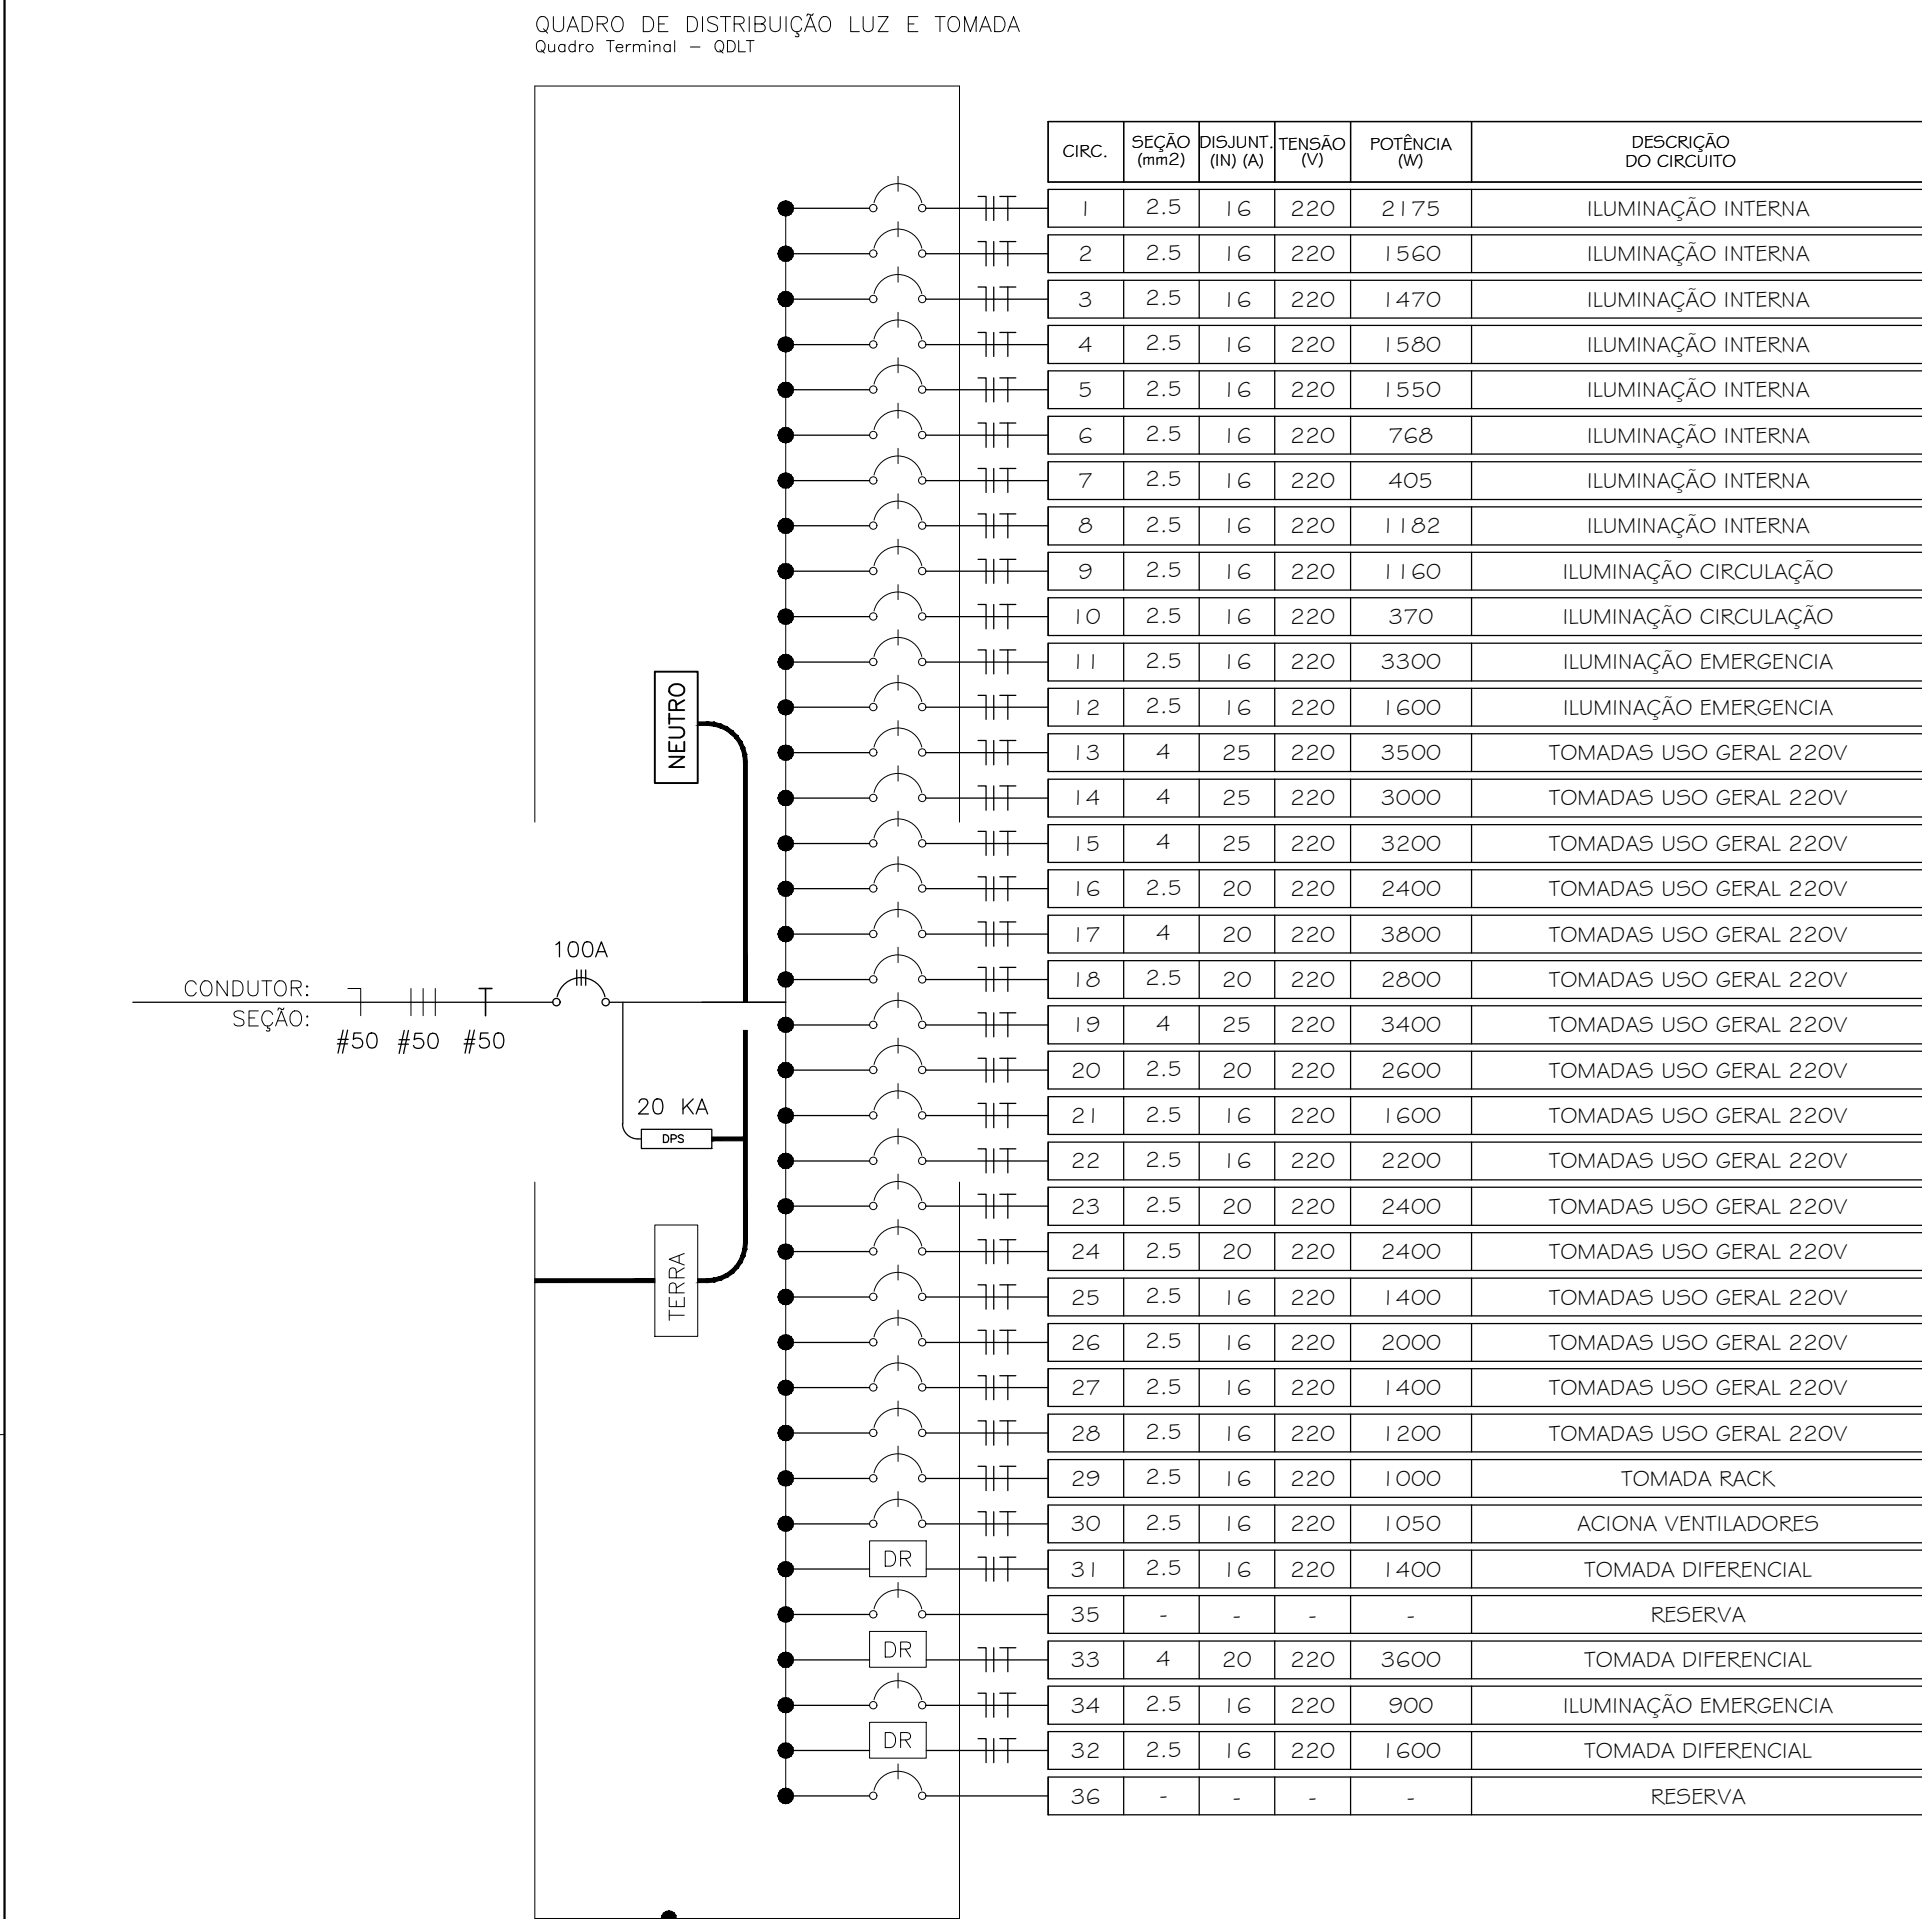 QUADRO DE DISTRIBUIÇÃO LUZ E TOMADA
Quadro Terminal - QDLT
CIRC. SEÇÃO (mm2) DISJUNT. (IN) (A) TENSÃO (V) POTÊNCIA (W) DESCRIÇÃO DO CIRCUITO
1 2.5 16 220 2175 ILUMINAÇÃO INTERNA
2 2.5 16 220 1560 ILUMINAÇÃO INTERNA
3 2.5 16 220 1470 ILUMINAÇÃO INTERNA
4 2.5 16 220 1580 ILUMINAÇÃO INTERNA
5 2.5 16 220 1550 ILUMINAÇÃO INTERNA
6 2.5 16 220 768 ILUMINAÇÃO INTERNA
7 2.5 16 220 405 ILUMINAÇÃO INTERNA
8 2.5 16 220 1182 ILUMINAÇÃO INTERNA
9 2.5 16 220 1160 ILUMINAÇÃO CIRCULAÇÃO
10 2.5 16 220 370 ILUMINAÇÃO CIRCULAÇÃO
11 2.5 16 220 3300 ILUMINAÇÃO EMERGENCIA
12 2.5 16 220 1600 ILUMINAÇÃO EMERGENCIA
13 4 25 220 3500 TOMADAS USO GERAL 220V
14 4 25 220 3000 TOMADAS USO GERAL 220V
15 4 25 220 3200 TOMADAS USO GERAL 220V
16 2.5 20 220 2400 TOMADAS USO GERAL 220V
17 4 20 220 3800 TOMADAS USO GERAL 220V
18 2.5 20 220 2800 TOMADAS USO GERAL 220V
19 4 25 220 3400 TOMADAS USO GERAL 220V
20 2.5 20 220 2600 TOMADAS USO GERAL 220V
21 2.5 16 220 1600 TOMADAS USO GERAL 220V
22 2.5 16 220 2200 TOMADAS USO GERAL 220V
23 2.5 20 220 2400 TOMADAS USO GERAL 220V
24 2.5 20 220 2400 TOMADAS USO GERAL 220V
25 2.5 16 220 1400 TOMADAS USO GERAL 220V
26 2.5 16 220 2000 TOMADAS USO GERAL 220V
27 2.5 16 220 1400 TOMADAS USO GERAL 220V
28 2.5 16 220 1200 TOMADAS USO GERAL 220V
29 2.5 16 220 1000 TOMADA RACK
30 2.5 16 220 1050 ACIONA VENTILADORES
DR 31 2.5 16 220 1400 TOMADA DIFERENCIAL
35 - - - - RESERVA
DR 33 4 20 220 3600 TOMADA DIFERENCIAL
34 2.5 16 220 900 ILUMINAÇÃO EMERGENCIA
DR 32 2.5 16 220 1600 TOMADA DIFERENCIAL
36 - - - - RESERVA
NEUTRO
100A
CONDUTOR:
SEÇÃO:
#50 #50 #50
20 KA
DPS
TERRA